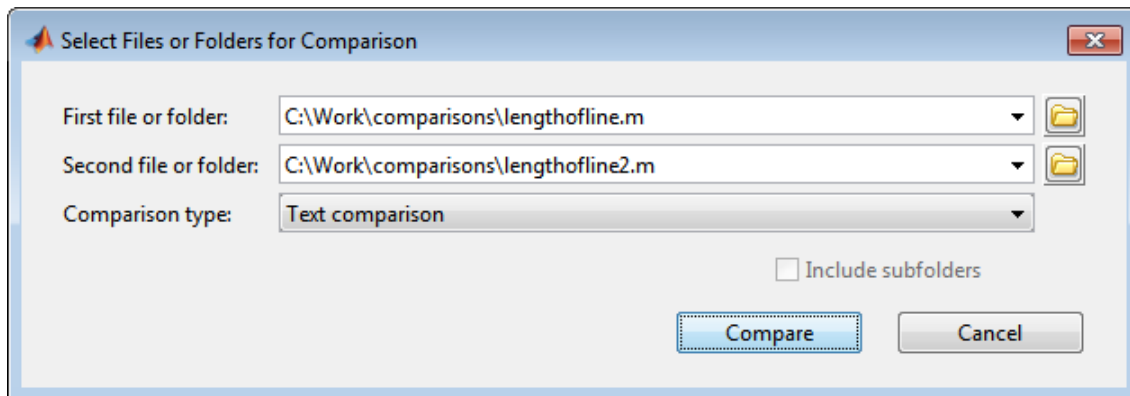 Select Files or Folders for Comparison
First file or folder: C:\Work\comparisons\lengthofline.m
Second file or folder: C:\Work\comparisons\lengthofline2.m
Comparison type: Text comparison
Include subfolders
Compare Cancel